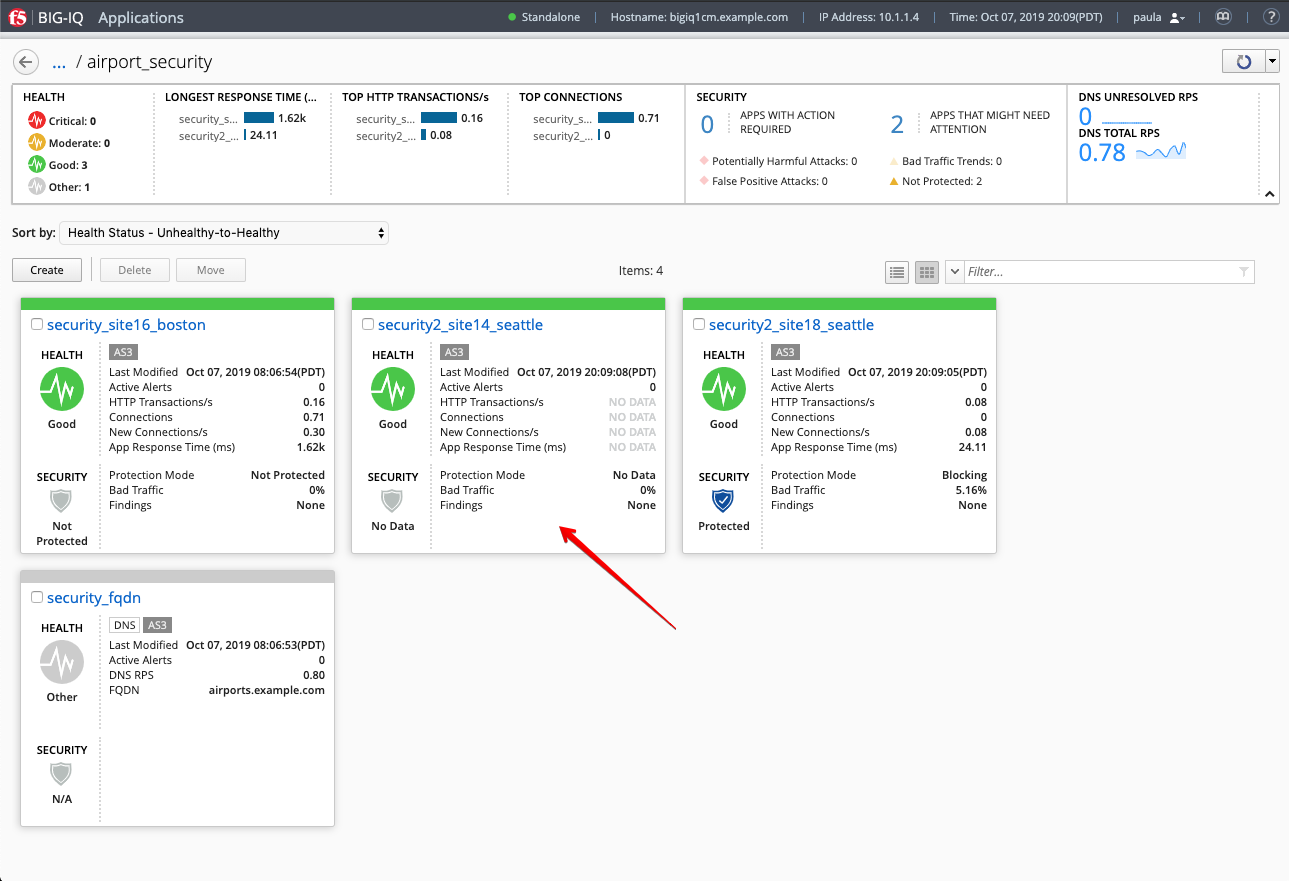 f5 BIG-IQ Applications Standalone Hostname: bigiq1cm.example.com IP Address: 10.1.1.4 Time: Oct 07, 2019 20:09(PDT) paula ?
... / airport_security
HEALTH
Critical: 0
Moderate: 0
Good: 3
Other: 1
LONGEST RESPONSE TIME (...
security_s... 1.62k
security2_... 24.11
TOP HTTP TRANSACTIONS/s
security_s... 0.16
security2_... 0.08
TOP CONNECTIONS
security_s... 0.71
security2_... 0
SECURITY
0 APPS WITH ACTION
REQUIRED
2 APPS THAT MIGHT NEED
ATTENTION
Potentially Harmful Attacks: 0
Bad Traffic Trends: 0
False Positive Attacks: 0
Not Protected: 2
DNS UNRESOLVED RPS
0
DNS TOTAL RPS
0.78
Sort by: Health Status - Unhealthy-to-Healthy
Create Delete Move Items: 4 Filter...
security_site16_boston
HEALTH
Good
AS3
Last Modified Oct 07, 2019 08:06:54(PDT)
Active Alerts 0
HTTP Transactions/s 0.16
Connections 0.71
New Connections/s 0.30
App Response Time (ms) 1.62k
SECURITY
Not
Protected
Protection Mode Not Protected
Bad Traffic 0%
Findings None
security2_site14_seattle
HEALTH
Good
AS3
Last Modified Oct 07, 2019 20:09:08(PDT)
Active Alerts 0
HTTP Transactions/s NO DATA
Connections NO DATA
New Connections/s NO DATA
App Response Time (ms) NO DATA
SECURITY
No Data
Protection Mode No Data
Bad Traffic 0%
Findings None
security2_site18_seattle
HEALTH
Good
AS3
Last Modified Oct 07, 2019 20:09:05(PDT)
Active Alerts 0
HTTP Transactions/s 0.08
Connections 0
New Connections/s 0.08
App Response Time (ms) 24.11
SECURITY
Protected
Protection Mode Blocking
Bad Traffic 5.16%
Findings None
security_fqdn
HEALTH
Other
DNS AS3
Last Modified Oct 07, 2019 08:06:53(PDT)
Active Alerts 0
DNS RPS 0.80
FQDN airports.example.com
SECURITY
N/A